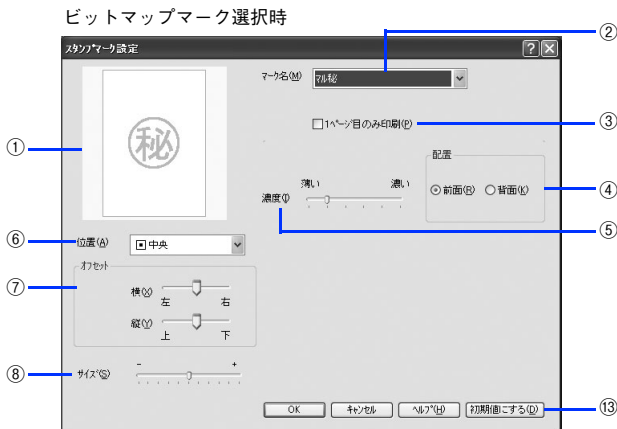 ビットマップマーク選択時
スタンプマーク設定
?
×
②
マーク名(M) マル秘
□1ページ目のみ印刷(P)
③
①
㊙
配置
薄い 濃い
濃度(I)
前面(R) 背面(K)
④
⑤
⑥
位置(A) 中央
オフセット
⑦
横(X)
左 右
縦(Y)
上 下
⑧
サイズ(S)
- +
OK キャンセル ヘルプ(H) 初期値にする(D)
⑬